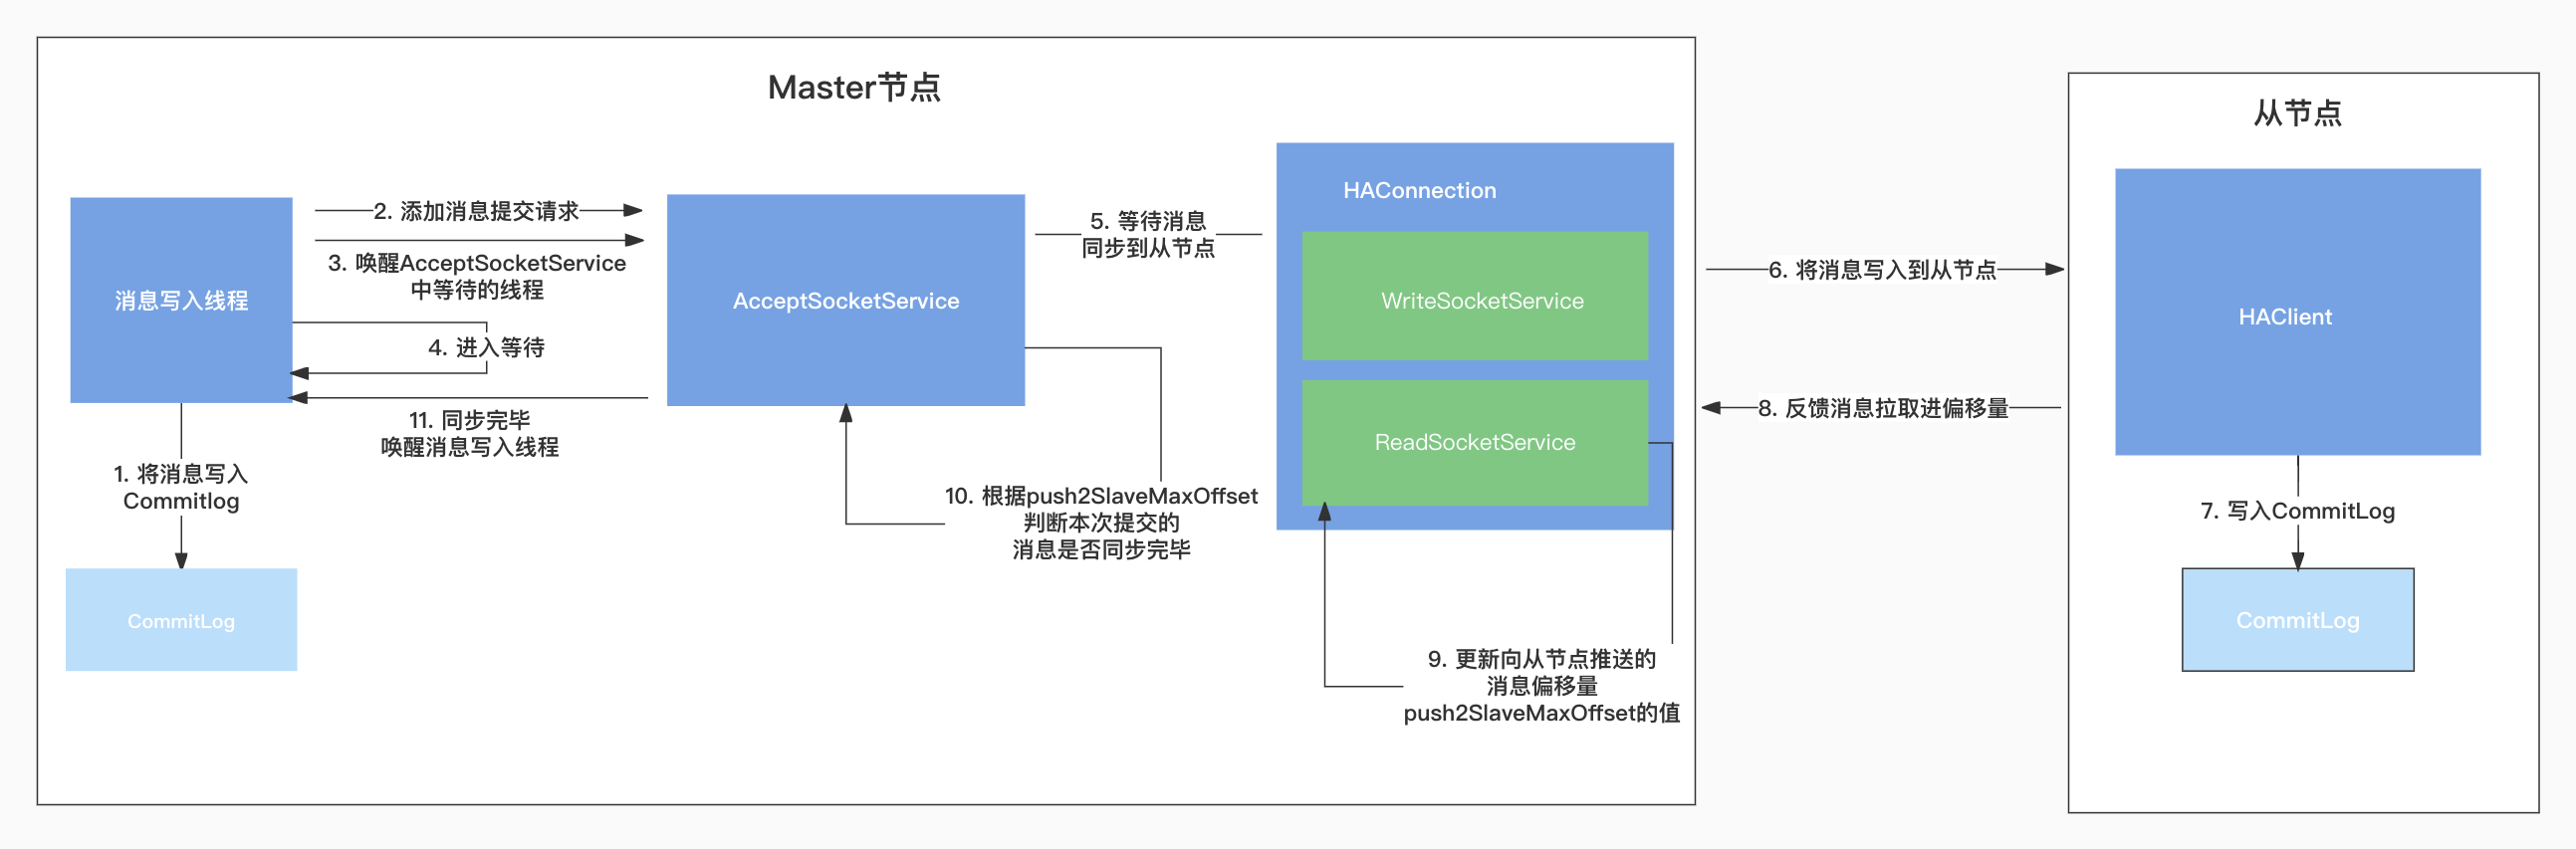 Master节点
从节点
消息写入线程
2. 添加消息提交请求
3. 唤醒AcceptSocketService
中等待的线程
4. 进入等待
11. 同步完毕
唤醒消息写入线程
1. 将消息写入
Commitlog
CommitLog
AcceptSocketService
5. 等待消息
同步到从节点
10. 根据push2SlaveMaxOffset
判断本次提交的
消息是否同步完毕
HAConnection
WriteSocketService
ReadSocketService
9. 更新向从节点推送的
消息偏移量
push2SlaveMaxOffset的值
6. 将消息写入到从节点
8. 反馈消息拉取进偏移量
HAClient
7. 写入CommitLog
CommitLog